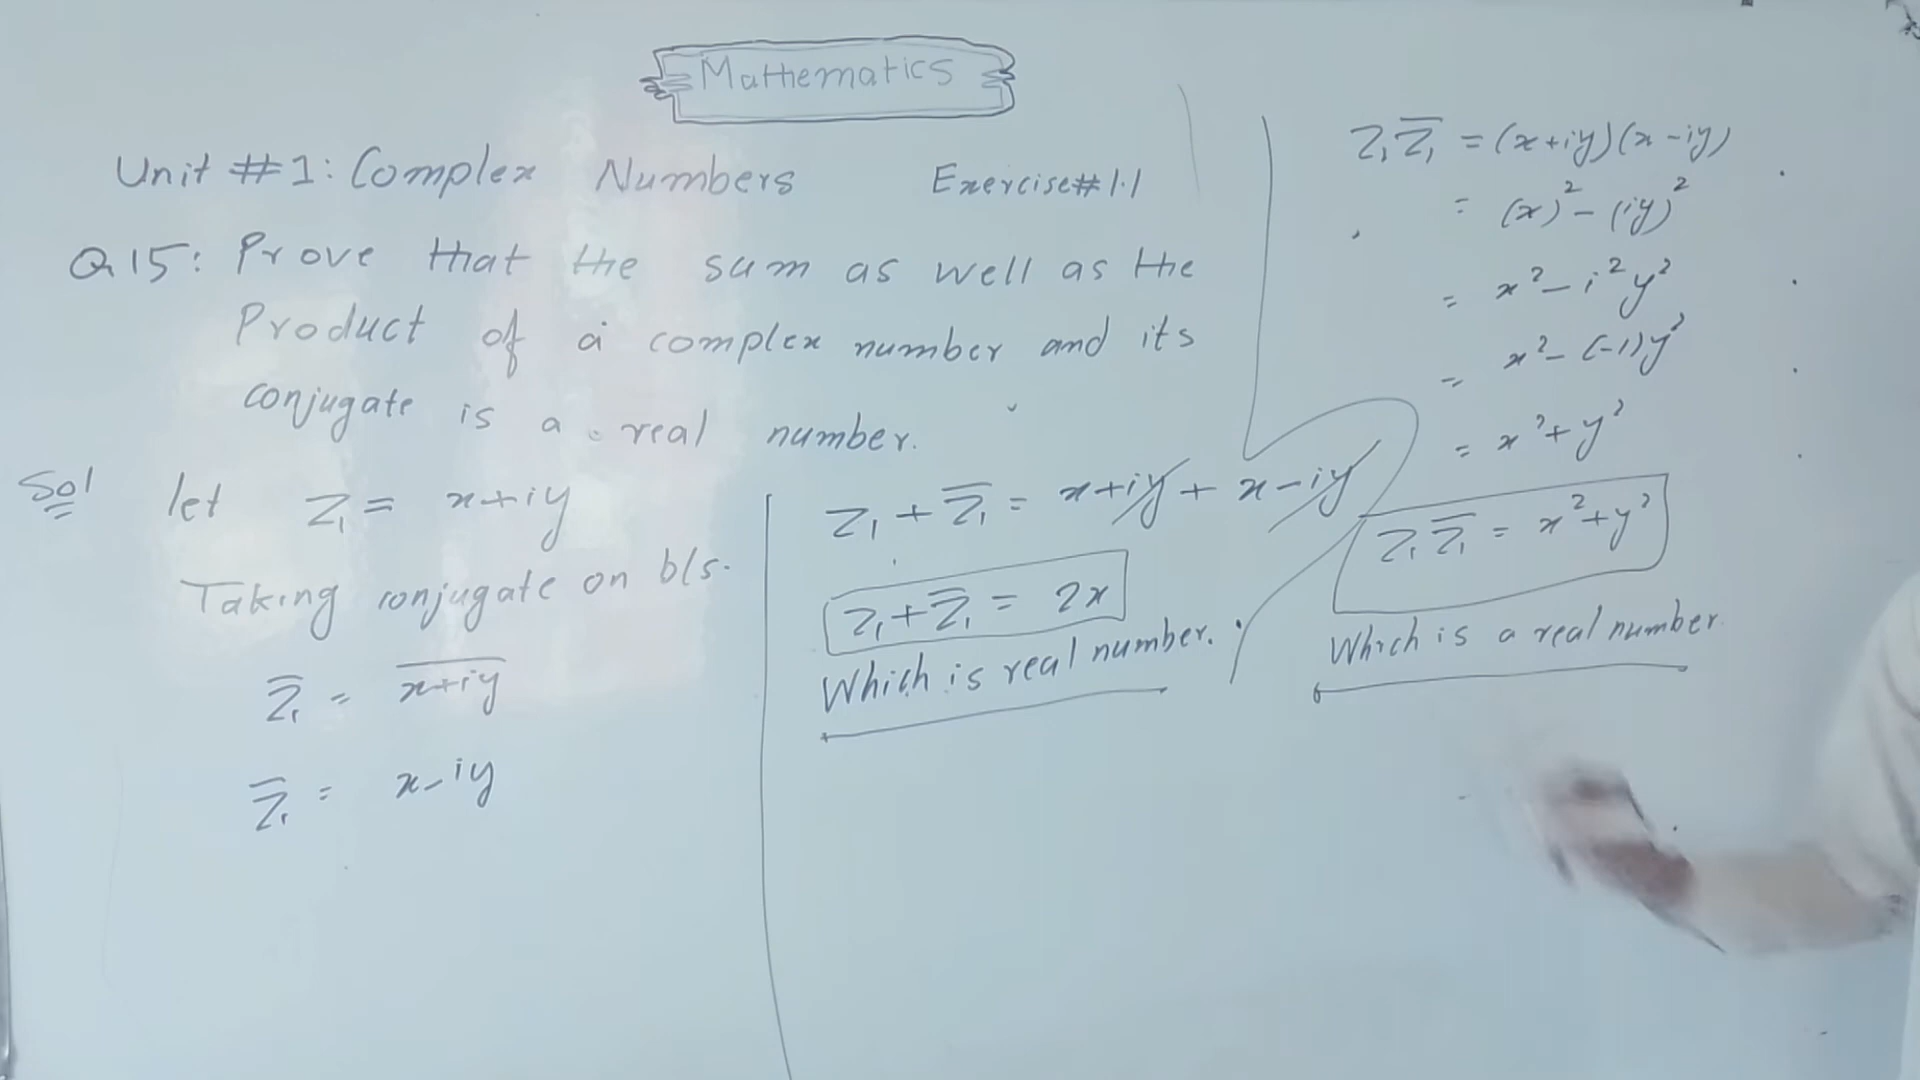 Mathematics
Unit #1: Complex Numbers Exercise#1.1
Q15: Prove that the sum as well as the
Product of a complex number and its
conjugate is a real number.
Sol let Z₁ = x+iy
Taking conjugate on b/s.
Z̅₁ = x̅+̅i̅y̅
Z̅₁ = x-iy
Z₁ + Z̅₁ = x+iy + x-iy
Z₁+Z̅₁ = 2x
Which is real number.
Z₁Z̅₁ = (x+iy)(x-iy)
= (x)² - (iy)²
= x² - i²y²
= x² - (-1)y²
= x² + y²
Z₁Z̅₁ = x²+y²
Which is a real number